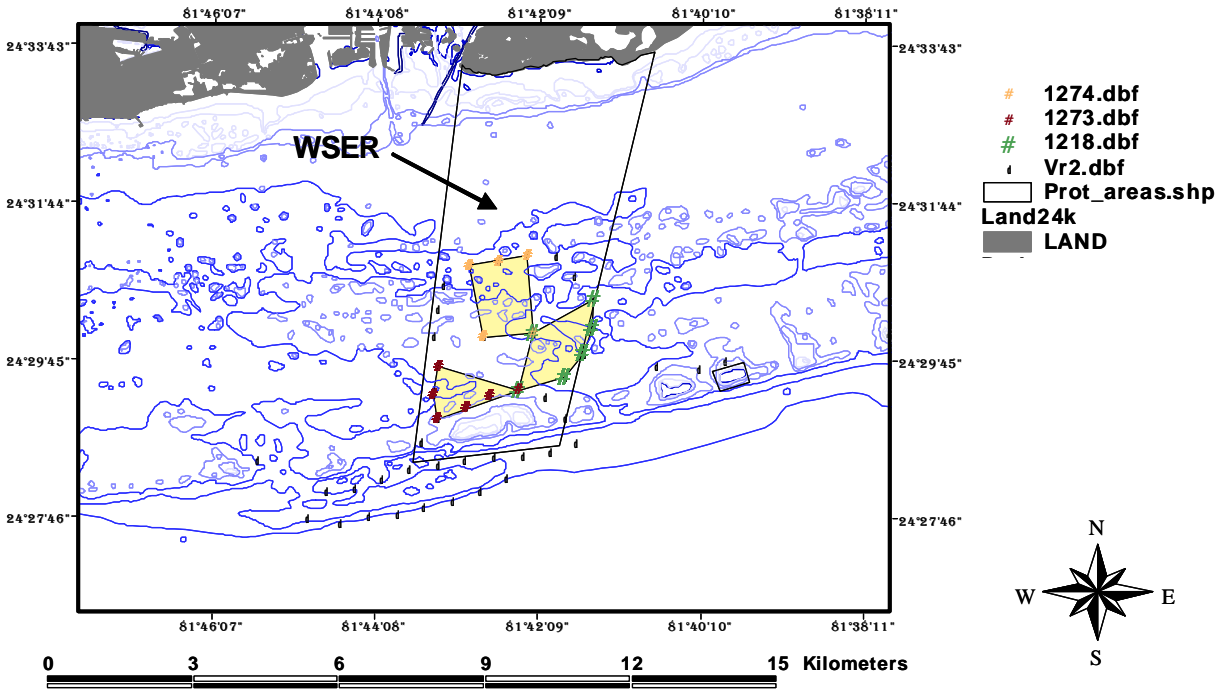 81°46'07" 81°44'08" 81°42'09" 81°40'10" 81°38'11"
24°33'43" 24°33'43"
# 1274.dbf
# 1273.dbf
# 1218.dbf
Vr2.dbf
WSER
Prot_areas.shp
24°31'44" 24°31'44"
Land24k
LAND
24°29'45" 24°29'45"
24°27'46" 24°27'46"
N
W E
S
81°46'07" 81°44'08" 81°42'09" 81°40'10" 81°38'11"
0 3 6 9 12 15 Kilometers